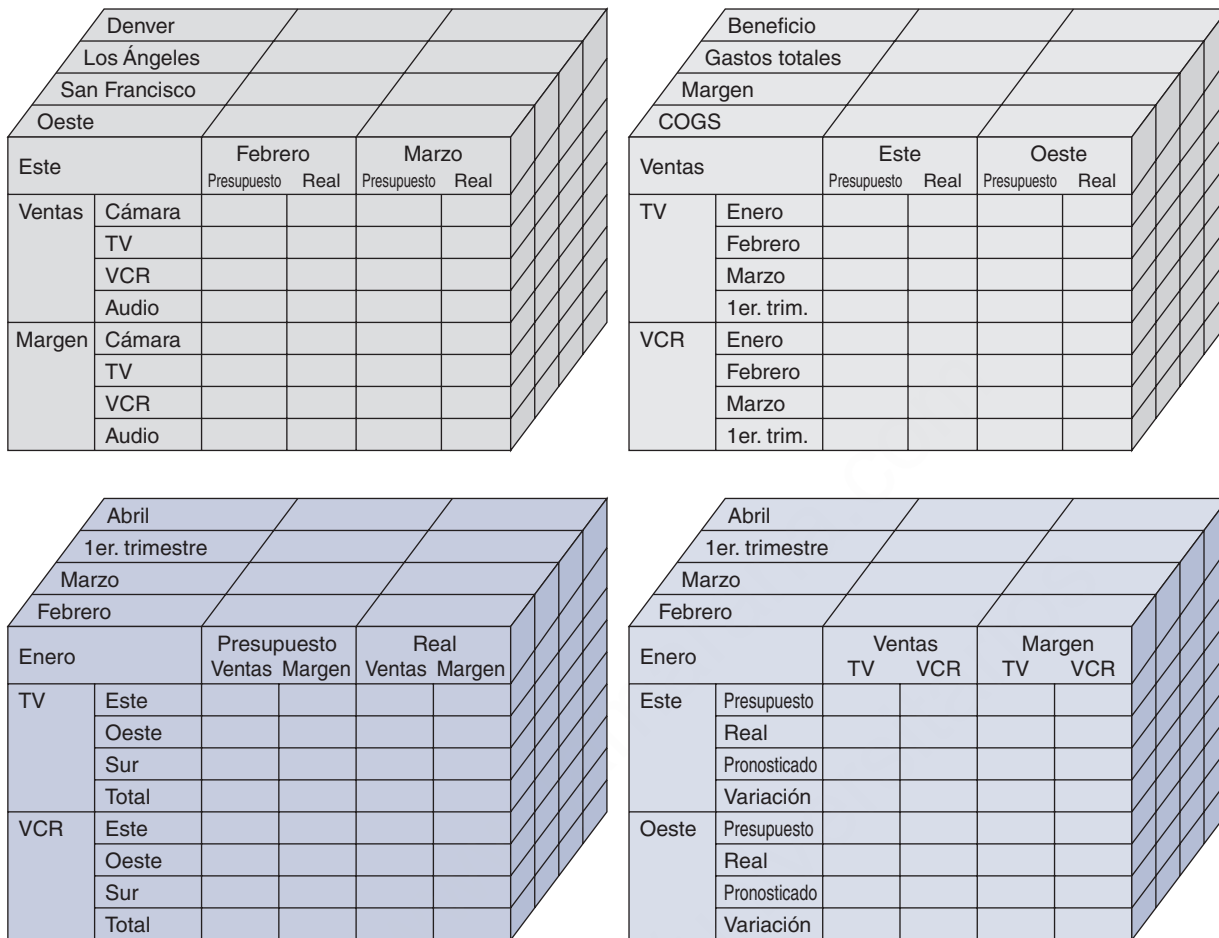 Denver
Los Ángeles
San Francisco
Oeste
Este
Febrero Marzo
Presupuesto Real Presupuesto Real
Ventas Cámara
TV
VCR
Audio
Margen Cámara
TV
VCR
Audio
Beneficio
Gastos totales
Margen
COGS
Ventas
Este Oeste
Presupuesto Real Presupuesto Real
TV Enero
Febrero
Marzo
1er. trim.
VCR Enero
Febrero
Marzo
1er. trim.
Abril
1er. trimestre
Marzo
Febrero
Enero
Presupuesto Real
Ventas Margen Ventas Margen
TV Este
Oeste
Sur
Total
VCR Este
Oeste
Sur
Total
Abril
1er. trimestre
Marzo
Febrero
Enero
Ventas Margen
TV VCR TV VCR
Este Presupuesto
Real
Pronosticado
Variación
Oeste Presupuesto
Real
Pronosticado
Variación